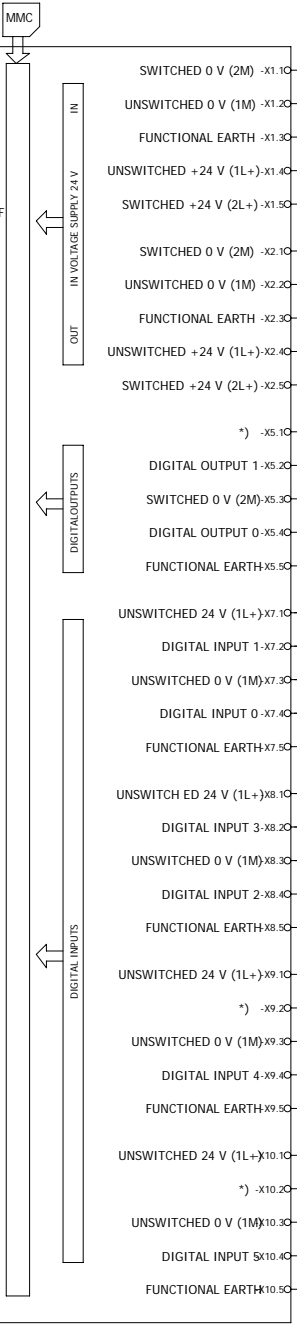 MMC
SWITCHED 0 V (2M) -X1.1
IN
UNSWITCHED 0 V (1M) -X1.2
FUNCTIONAL EARTH -X1.3
UNSWITCHED +24 V (1L+) -X1.4
SWITCHED +24 V (2L+) -X1.5
F
IN VOLTAGE SUPPLY 24 V
SWITCHED 0 V (2M) -X2.1
UNSWITCHED 0 V (1M) -X2.2
FUNCTIONAL EARTH -X2.3
OUT
UNSWITCHED +24 V (1L+) -X2.4
SWITCHED +24 V (2L+) -X2.5
*) -X5.1
DIGITAL OUTPUT 1 -X5.2
DIGITALOUTPUTS
SWITCHED 0 V (2M) -X5.3
DIGITAL OUTPUT 0 -X5.4
FUNCTIONAL EARTH -X5.5
UNSWITCHED 24 V (1L+) -X7.1
DIGITAL INPUT 1 -X7.2
UNSWITCHED 0 V (1M) -X7.3
DIGITAL INPUT 0 -X7.4
FUNCTIONAL EARTH -X7.5
UNSWITCH ED 24 V (1L+) -X8.1
DIGITAL INPUT 3 -X8.2
UNSWITCHED 0 V (1M) -X8.3
DIGITAL INPUT 2 -X8.4
FUNCTIONAL EARTH -X8.5
DIGITAL INPUTS
UNSWITCHED 24 V (1L+) -X9.1
*) -X9.2
UNSWITCHED 0 V (1M) -X9.3
DIGITAL INPUT 4 -X9.4
FUNCTIONAL EARTH -X9.5
UNSWITCHED 24 V (1L+) -X10.1
*) -X10.2
UNSWITCHED 0 V (1M) -X10.3
DIGITAL INPUT 5 -X10.4
FUNCTIONAL EARTH -X10.5